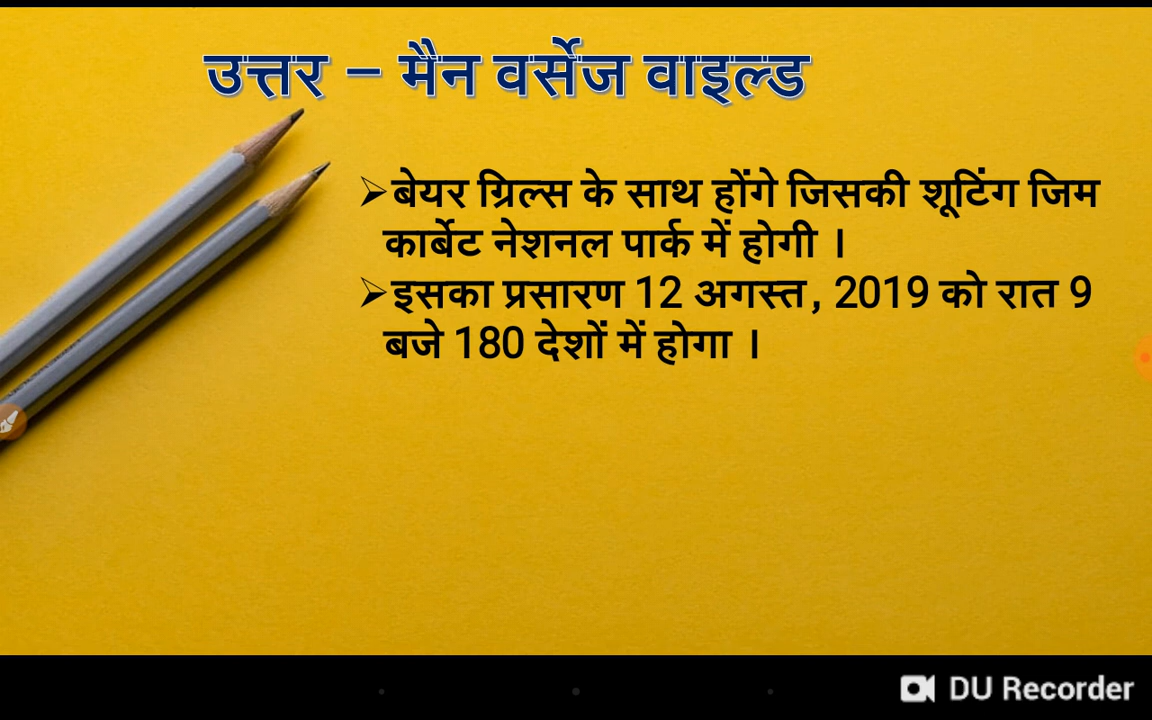 उत्तर – मैन वर्सेज वाइल्ड
➢बेयर ग्रिल्स के साथ होंगे जिसकी शूटिंग जिम
कार्बेट नेशनल पार्क में होगी ।
➢इसका प्रसारण 12 अगस्त, 2019 को रात 9
बजे 180 देशों में होगा ।
DU Recorder